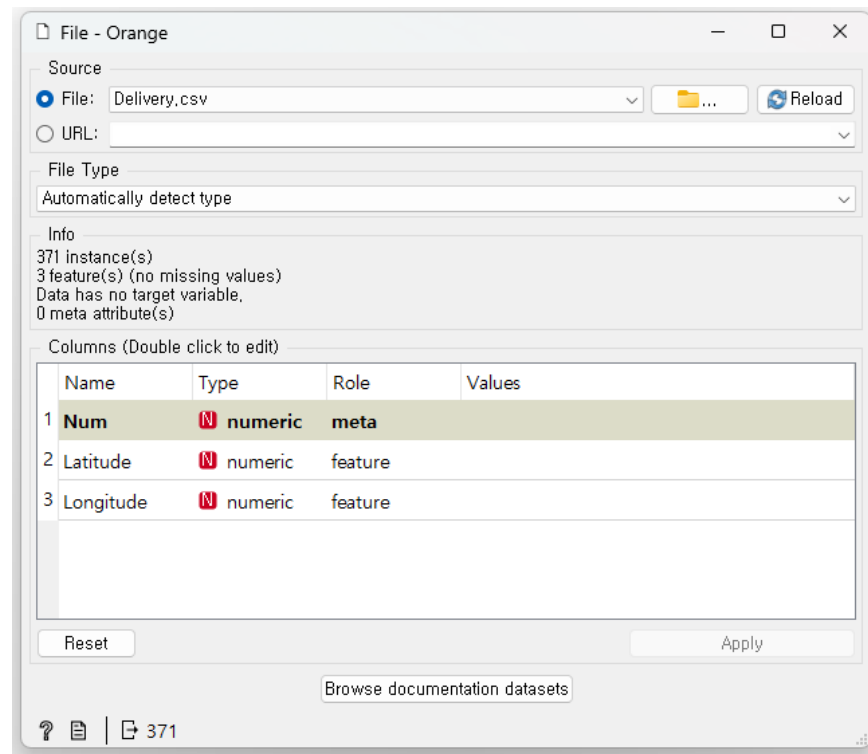 File - Orange
Source
File: Delivery.csv ... Reload
URL:
File Type
Automatically detect type
Info
371 instance(s)
3 feature(s) (no missing values)
Data has no target variable.
0 meta attribute(s)
Columns (Double click to edit)
Name Type Role Values
1 Num N numeric meta
2 Latitude N numeric feature
3 Longitude N numeric feature
Reset Apply
Browse documentation datasets
? 371